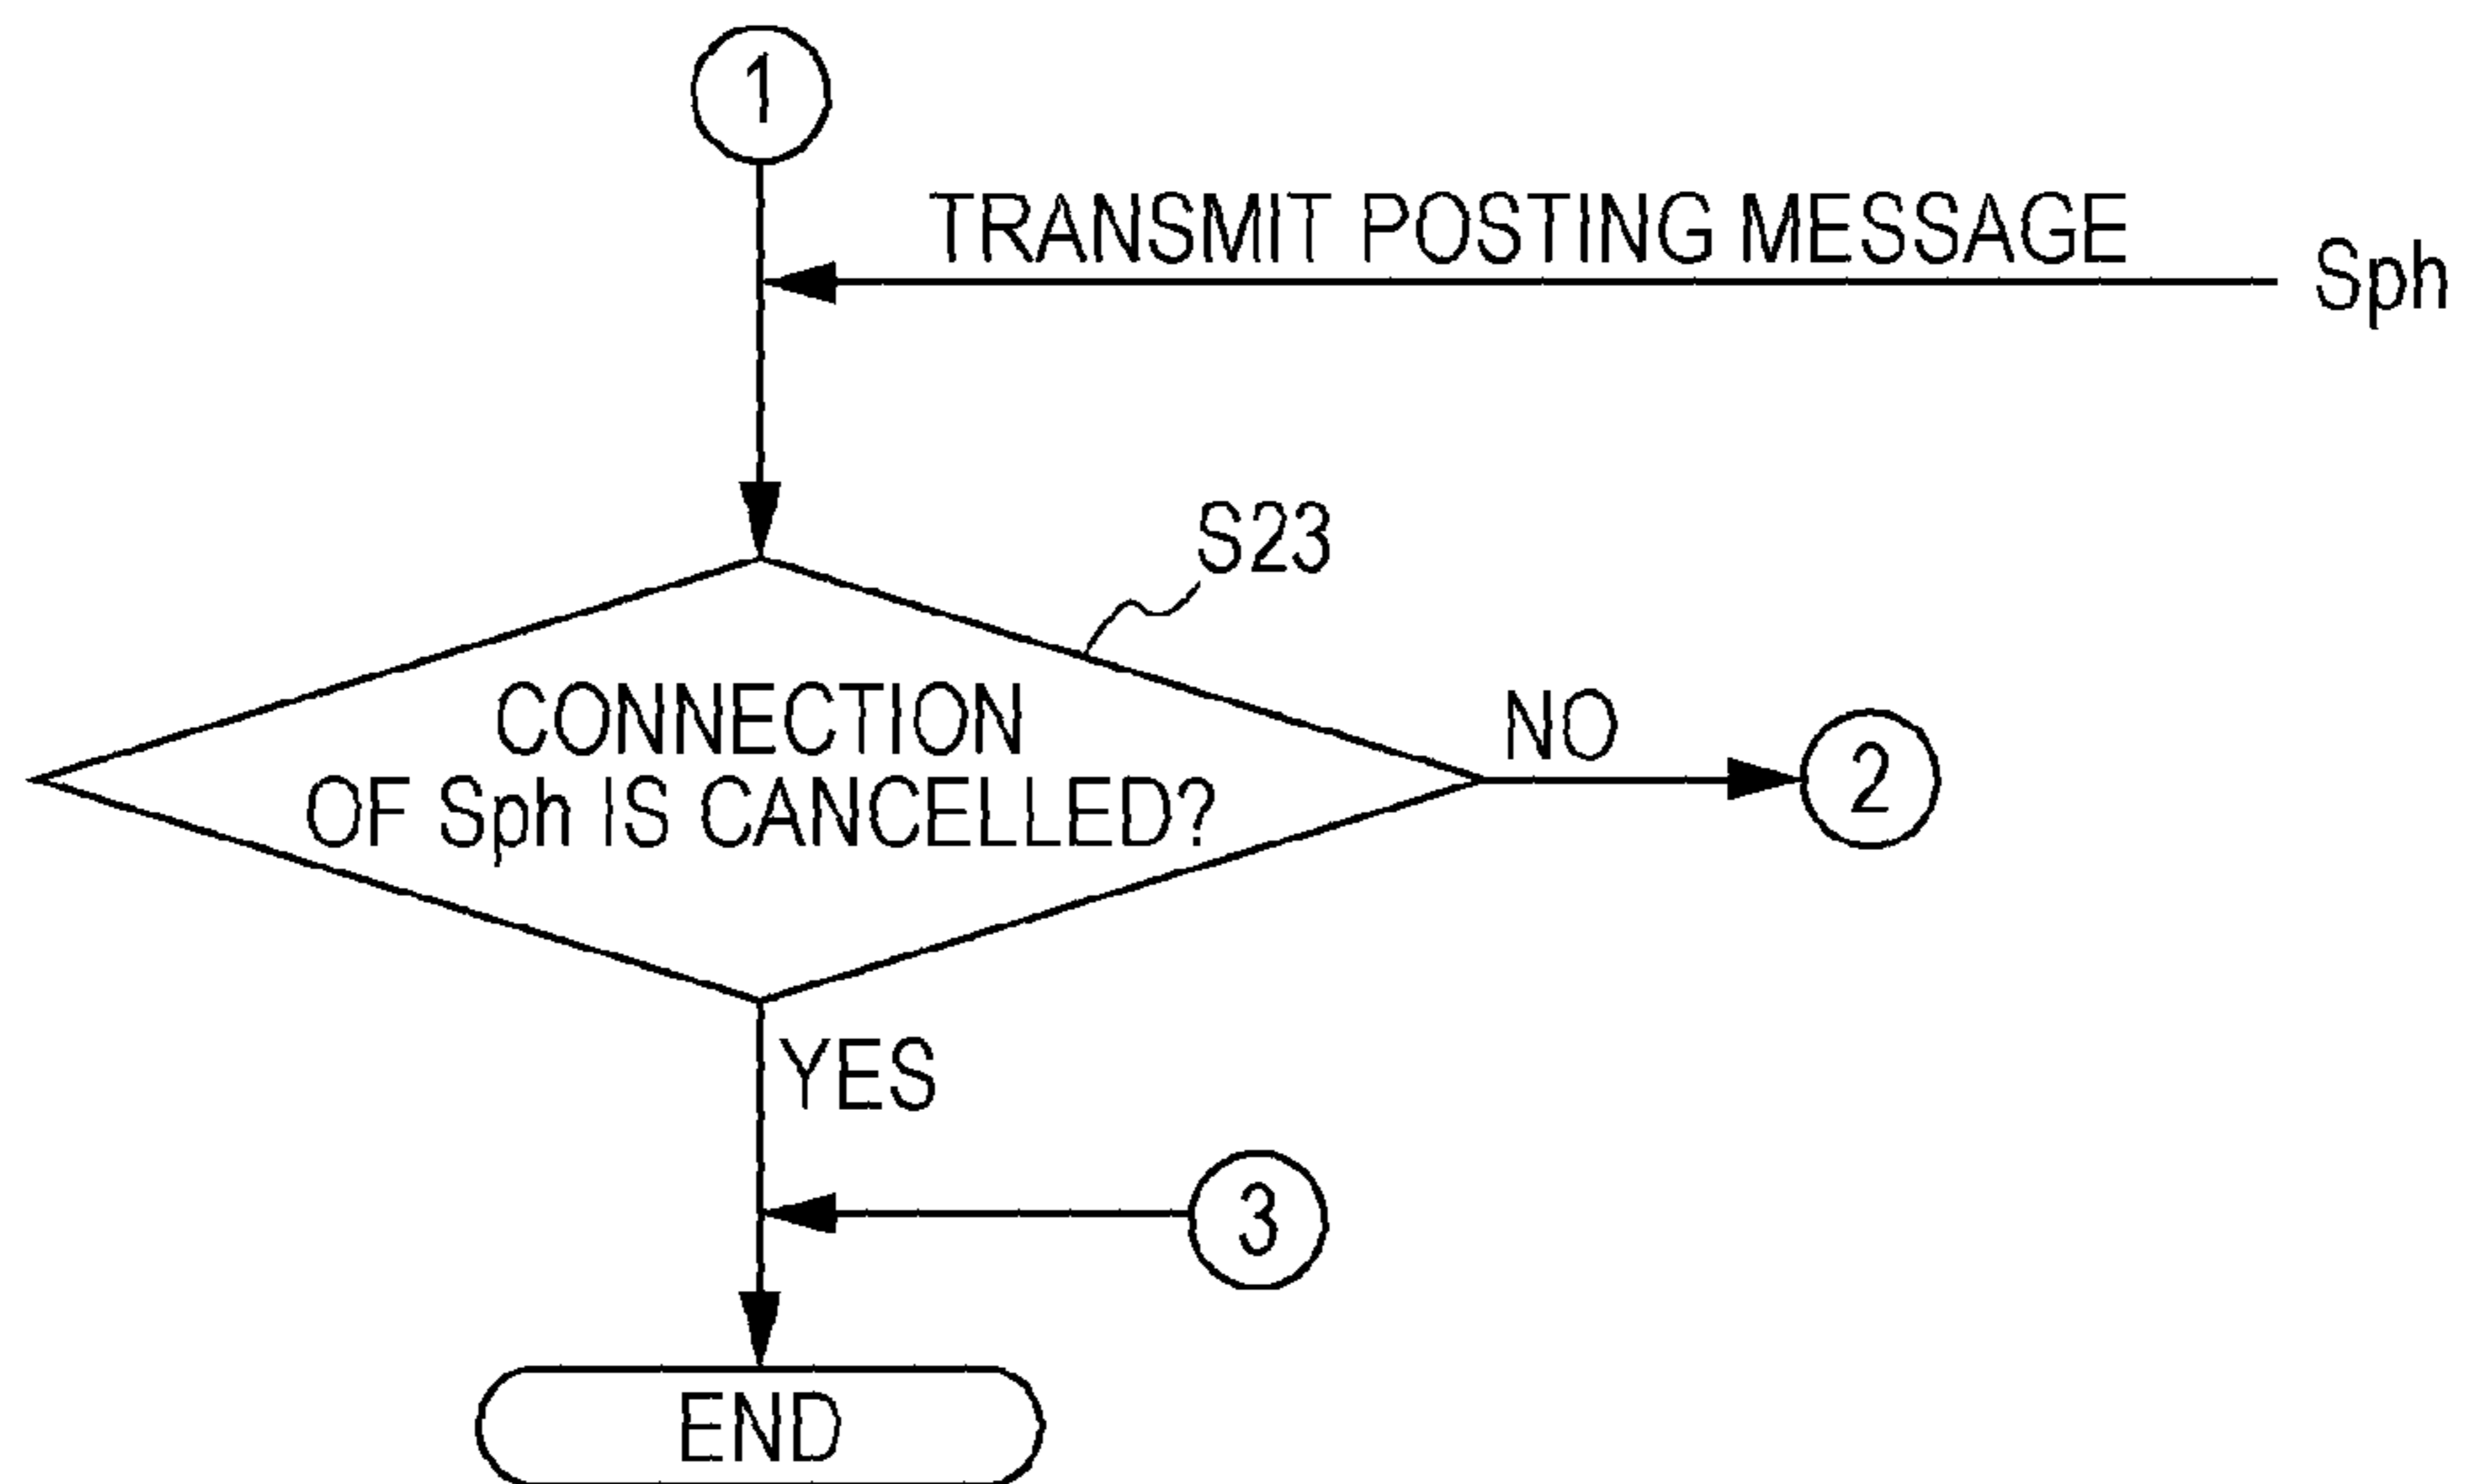 1
TRANSMIT POSTING MESSAGE
Sph
S23
CONNECTION
OF Sph IS CANCELLED?
NO
2
YES
3
END